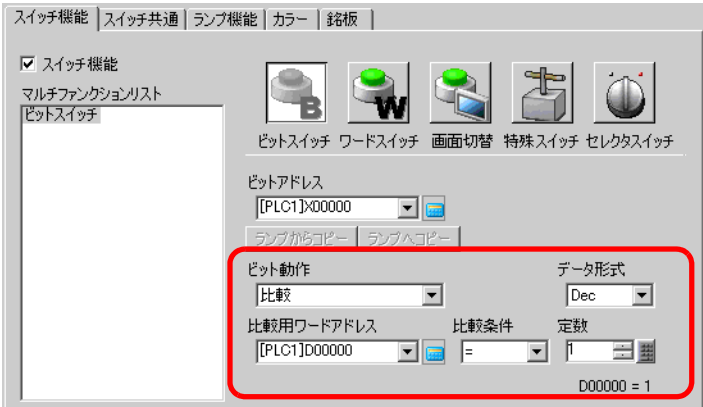 スイッチ機能 スイッチ共通 ランプ機能 カラー 銘板
スイッチ機能
マルチファンクションリスト
ビットスイッチ
B W
ビットスイッチ ワードスイッチ 画面切替 特殊スイッチ セレクタスイッチ
ビットアドレス
[PLC1]X00000
ランプからコピー ランプへコピー
ビット動作 データ形式
比較 Dec
比較用ワードアドレス 比較条件 定数
[PLC1]D00000 = 1
D00000 = 1